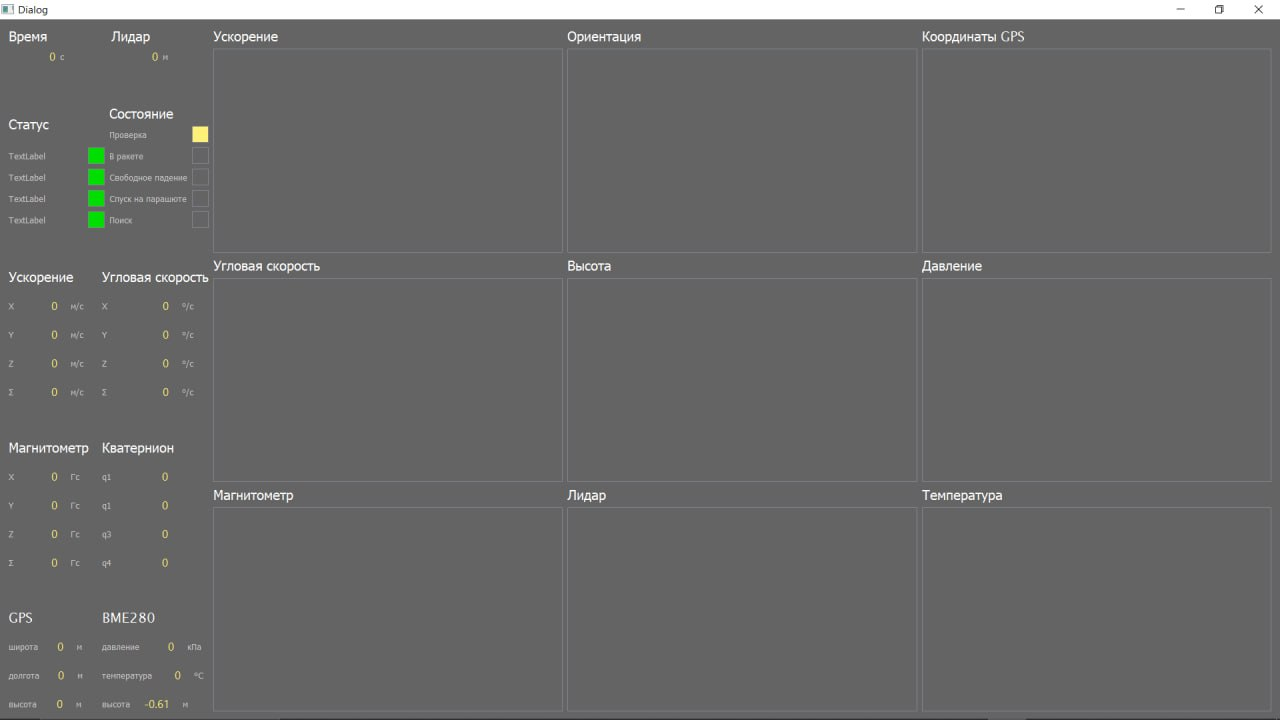 Dialog
Время Лидар
0 с 0 м
Статус
Состояние
Проверка
TextLabel В ракете
TextLabel Свободное падение
TextLabel Спуск на парашюте
TextLabel Поиск
Ускорение Угловая скорость
X 0 м/с X 0 º/с
Y 0 м/с Y 0 º/с
Z 0 м/с Z 0 º/с
Σ 0 м/с Σ 0 º/с
Магнитометр Кватернион
X 0 Гс q1 0
Y 0 Гс q1 0
Z 0 Гс q3 0
Σ 0 Гс q4 0
GPS BME280
широта 0 м давление 0 кПа
долгота 0 м температура 0 ºC
высота 0 м высота -0.61 м
Ускорение Ориентация Координаты GPS
Угловая скорость Высота Давление
Магнитометр Лидар Температура